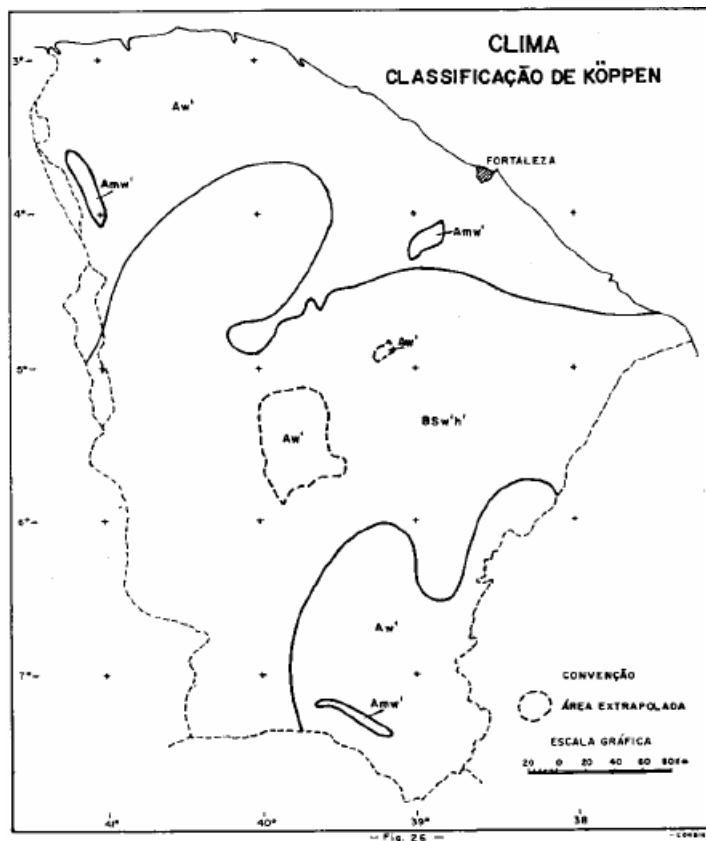 CLIMA
CLASSIFICAÇÃO DE KÖPPEN
3°
Aw'
FORTALEZA
Amw'
4°
Amw'
Aw'
5°
BSw'h'
Aw'
6°
Aw'
7°
Amw'
CONVENÇÃO
ÁREA EXTRAPOLADA
ESCALA GRÁFICA
20 0 20 40 60 80Km
41° 40° 39° 38
— Fig. 26 —